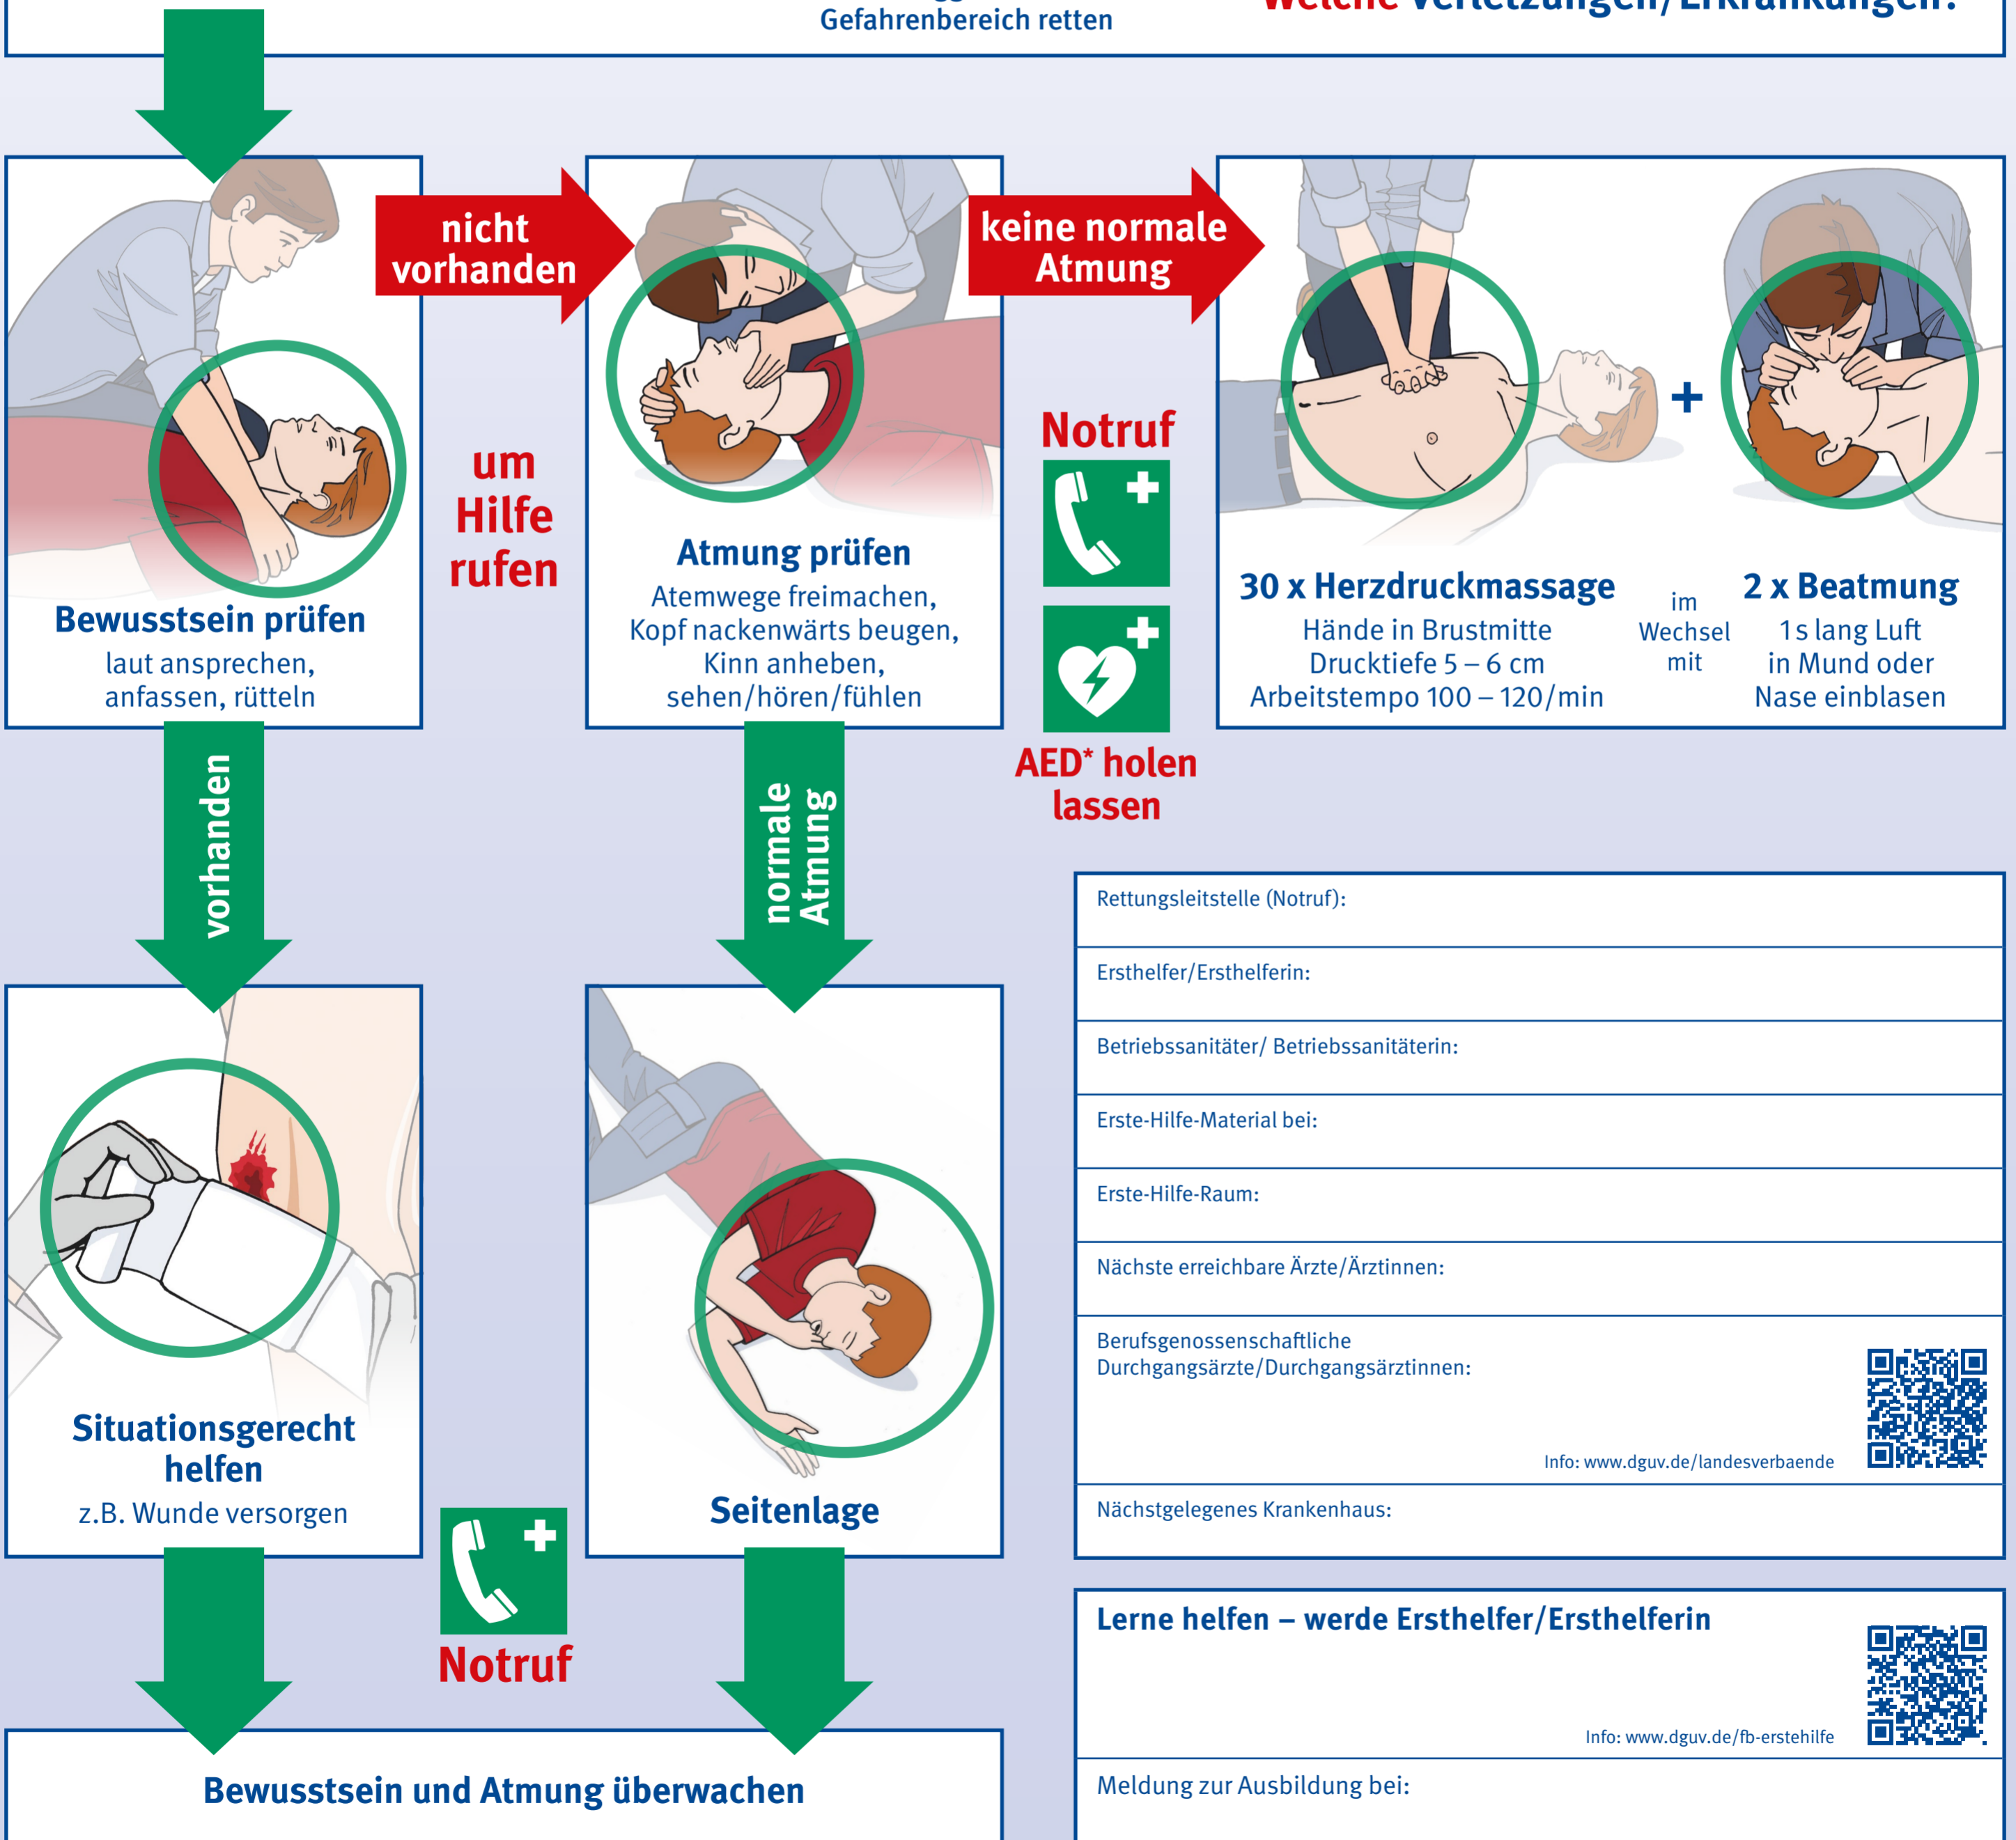 Gefahrenbereich retten
Welche Verletzungen/Erkrankungen?
nicht
vorhanden
keine normale
Atmung
um
Hilfe
rufen
Notruf
Bewusstsein prüfen
laut ansprechen,
anfassen, rütteln
Atmung prüfen
Atemwege freimachen,
Kopf nackenwärts beugen,
Kinn anheben,
sehen/hören/fühlen
+
30 x Herzdruckmassage
Hände in Brustmitte
Drucktiefe 5 – 6 cm
Arbeitstempo 100 – 120/min
im
Wechsel
mit
2 x Beatmung
1 s lang Luft
in Mund oder
Nase einblasen
AED* holen
lassen
vorhanden
normale
Atmung
Rettungsleitstelle (Notruf):
Ersthelfer/Ersthelferin:
Betriebssanitäter/ Betriebssanitäterin:
Erste-Hilfe-Material bei:
Erste-Hilfe-Raum:
Nächste erreichbare Ärzte/Ärztinnen:
Berufsgenossenschaftliche
Durchgangsärzte/Durchgangsärztinnen:
Info: www.dguv.de/landesverbaende
Nächstgelegenes Krankenhaus:
Situationsgerecht
helfen
z.B. Wunde versorgen
Seitenlage
Notruf
Lerne helfen – werde Ersthelfer/Ersthelferin
Info: www.dguv.de/fb-erstehilfe
Meldung zur Ausbildung bei:
Bewusstsein und Atmung überwachen